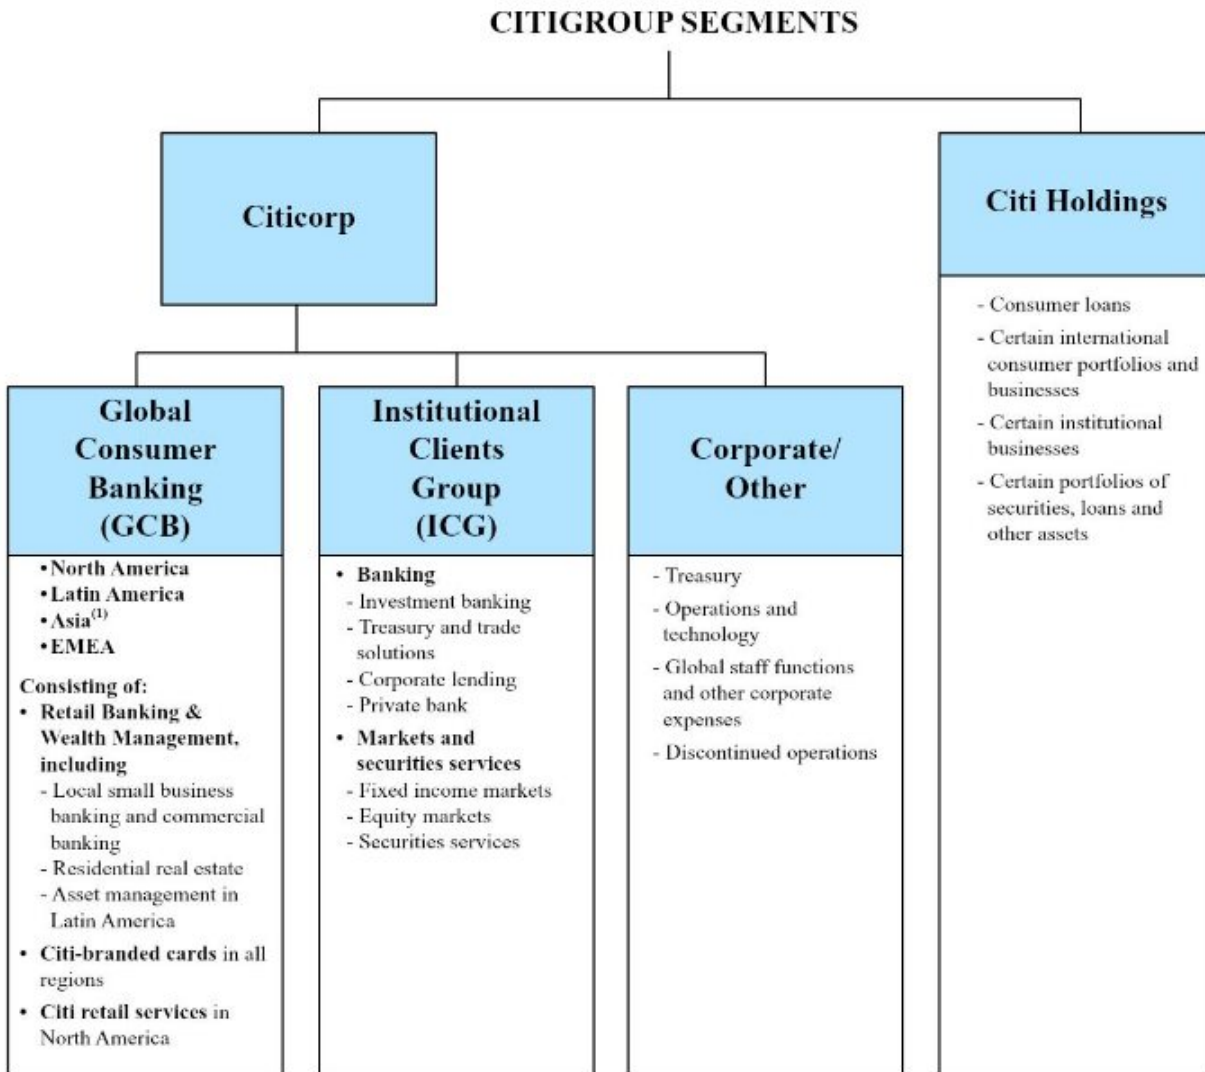 CITIGROUP SEGMENTS
Citicorp
Citi Holdings
- Consumer loans
- Certain international
consumer portfolios and
businesses
- Certain institutional
businesses
- Certain portfolios of
securities, loans and
other assets
Global
Consumer
Banking
(GCB)
• North America
• Latin America
• Asia(1)
• EMEA
Consisting of:
• Retail Banking &
Wealth Management,
including
- Local small business
banking and commercial
banking
- Residential real estate
- Asset management in
Latin America
• Citi-branded cards in all
regions
• Citi retail services in
North America
Institutional
Clients
Group
(ICG)
• Banking
- Investment banking
- Treasury and trade
solutions
- Corporate lending
- Private bank
• Markets and
securities services
- Fixed income markets
- Equity markets
- Securities services
Corporate/
Other
- Treasury
- Operations and
technology
- Global staff functions
and other corporate
expenses
- Discontinued operations